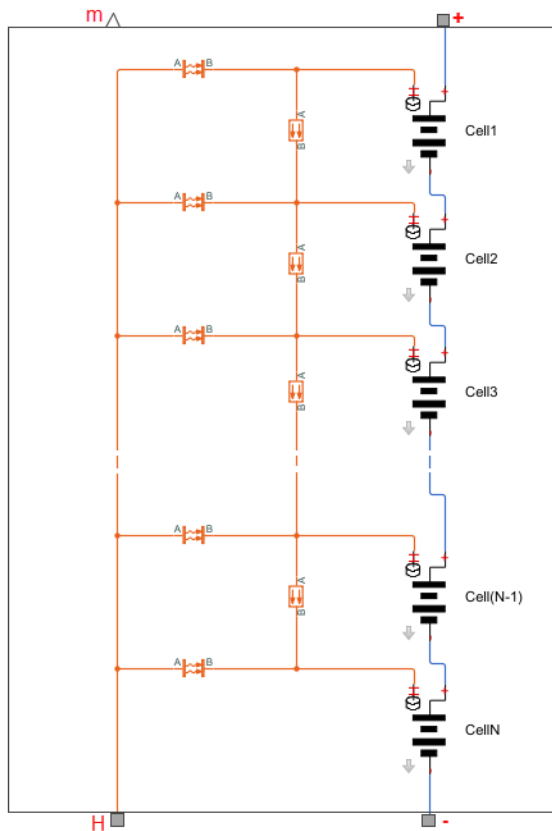 m +
A B
A
B
Cell1
A B
A
B
Cell2
A B
A
B
Cell3
A B
A
B
Cell(N-1)
A B
CellN
H -